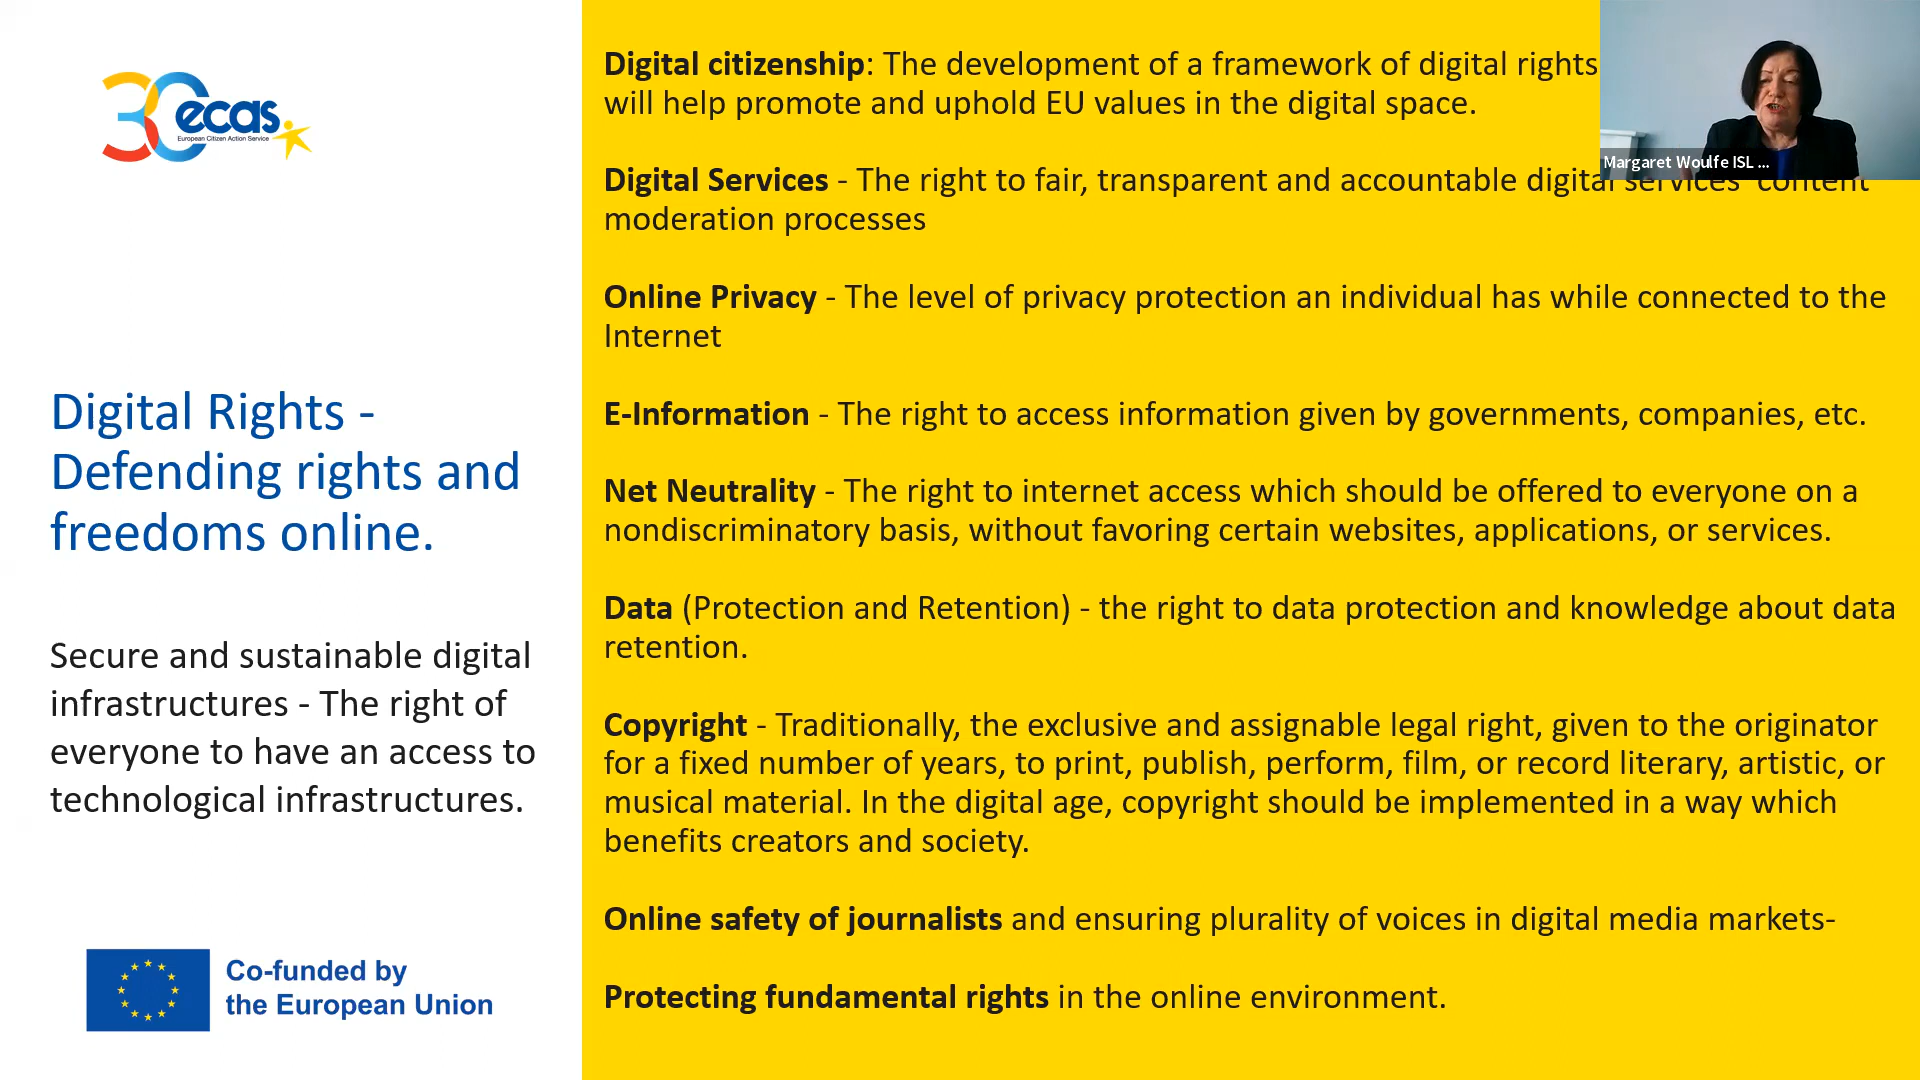 30 ecas
European Citizen Action Service
Digital Rights -
Defending rights and
freedoms online.
Secure and sustainable digital
infrastructures - The right of
everyone to have an access to
technological infrastructures.
Co-funded by
the European Union
Digital citizenship: The development of a framework of digital rights
will help promote and uphold EU values in the digital space.
Digital Services - The right to fair, transparent and accountable digital services' content
moderation processes
Online Privacy - The level of privacy protection an individual has while connected to the
Internet
E-Information - The right to access information given by governments, companies, etc.
Net Neutrality - The right to internet access which should be offered to everyone on a
nondiscriminatory basis, without favoring certain websites, applications, or services.
Data (Protection and Retention) - the right to data protection and knowledge about data
retention.
Copyright - Traditionally, the exclusive and assignable legal right, given to the originator
for a fixed number of years, to print, publish, perform, film, or record literary, artistic, or
musical material. In the digital age, copyright should be implemented in a way which
benefits creators and society.
Online safety of journalists and ensuring plurality of voices in digital media markets-
Protecting fundamental rights in the online environment.
Margaret Woulfe ISL ...